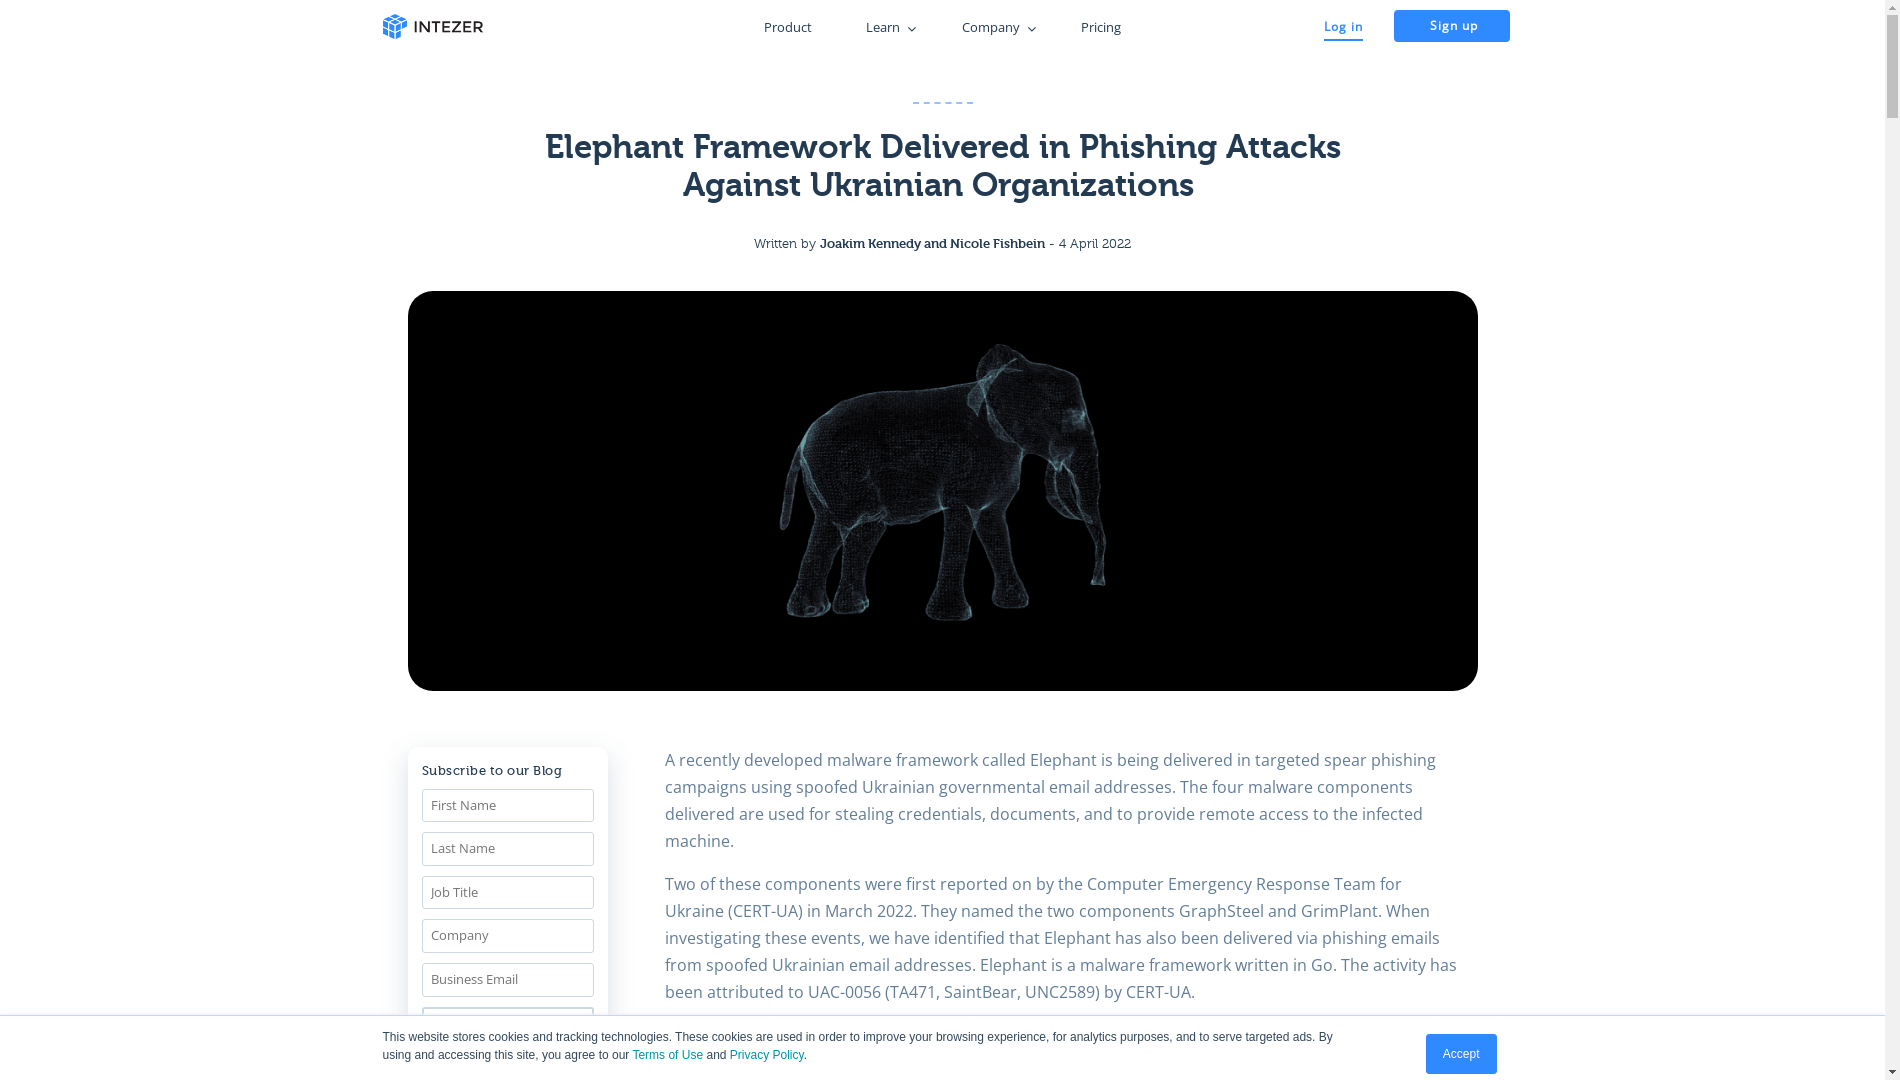 INTEZER
Product
Learn
Company
Pricing
Log in
Sign up
Elephant Framework Delivered in Phishing Attacks
Against Ukrainian Organizations
Written by Joakim Kennedy and Nicole Fishbein - 4 April 2022
Subscribe to our Blog
First Name
Last Name
Job Title
Company
Business Email
A recently developed malware framework called Elephant is being delivered in targeted spear phishing
campaigns using spoofed Ukrainian governmental email addresses. The four malware components
delivered are used for stealing credentials, documents, and to provide remote access to the infected
machine.
Two of these components were first reported on by the Computer Emergency Response Team for
Ukraine (CERT-UA) in March 2022. They named the two components GraphSteel and GrimPlant. When
investigating these events, we have identified that Elephant has also been delivered via phishing emails
from spoofed Ukrainian email addresses. Elephant is a malware framework written in Go. The activity has
been attributed to UAC-0056 (TA471, SaintBear, UNC2589) by CERT-UA.
This website stores cookies and tracking technologies. These cookies are used in order to improve your browsing experience, for analytics purposes, and to serve targeted ads. By
using and accessing this site, you agree to our Terms of Use and Privacy Policy.
Accept